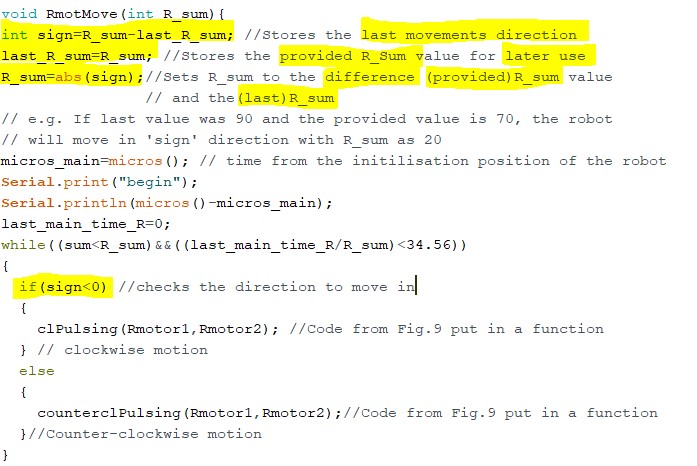 void RmotMove(int R_sum){
int sign=R_sum-last_R_sum; //Stores the last movements direction
last_R_sum=R_sum; //Stores the provided R_Sum value for later use
R_sum=abs(sign);//Sets R_sum to the difference (provided)R_sum value
// and the(last)R_sum
// e.g. If last value was 90 and the provided value is 70, the robot
// will move in 'sign' direction with R_sum as 20
micros_main=micros(); // time from the initilisation position of the robot
Serial.print("begin");
Serial.println(micros()-micros_main);
last_main_time_R=0;
while((sum<R_sum)&&((last_main_time_R/R_sum)<34.56))
{
if(sign<0) //checks the direction to move in
{
clPulsing(Rmotor1,Rmotor2); //Code from Fig.9 put in a function
} // clockwise motion
else
{
counterclPulsing(Rmotor1,Rmotor2);//Code from Fig.9 put in a function
}//Counter-clockwise motion
}